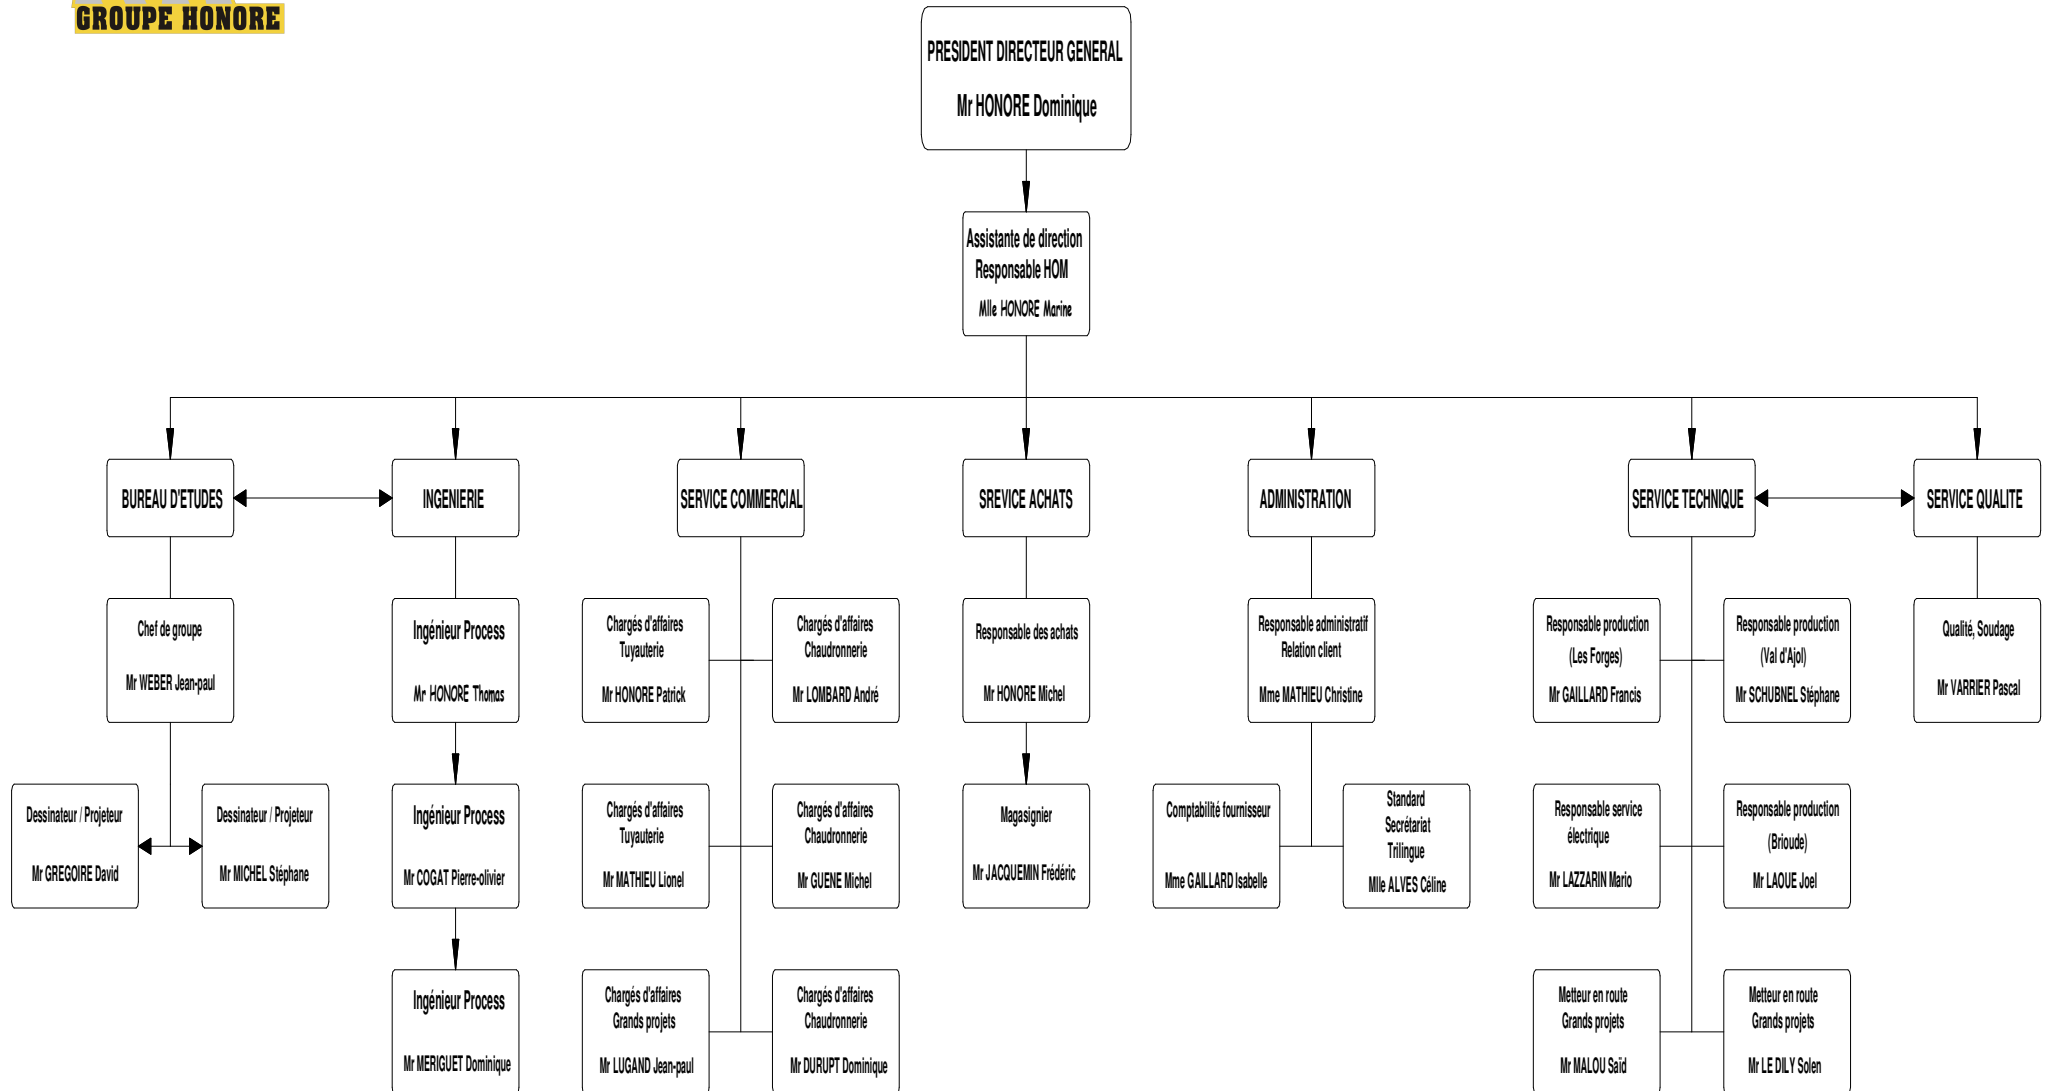 GROUPE HONORE
PRESIDENT DIRECTEUR GENERAL
Mr HONORE Dominique
Assistante de direction
Responsable HOM
Mlle HONORE Marine
BUREAU D'ETUDES
INGENIERIE
SERVICE COMMERCIAL
SREVICE ACHATS
ADMINISTRATION
SERVICE TECHNIQUE
SERVICE QUALITE
Chef de groupe
Mr WEBER Jean-paul
Ingénieur Process
Mr HONORE Thomas
Chargés d'affaires
Tuyauterie
Mr HONORE Patrick
Chargés d'affaires
Chaudronnerie
Mr LOMBARD André
Responsable des achats
Mr HONORE Michel
Responsable administratif
Relation client
Mme MATHIEU Christine
Responsable production
(Les Forges)
Mr GAILLARD Francis
Responsable production
(Val d'Ajol)
Mr SCHUBNEL Stéphane
Qualité, Soudage
Mr VARRIER Pascal
Dessinateur / Projeteur
Mr GREGOIRE David
Dessinateur / Projeteur
Mr MICHEL Stéphane
Ingénieur Process
Mr COGAT Pierre-olivier
Chargés d'affaires
Tuyauterie
Mr MATHIEU Lionel
Chargés d'affaires
Chaudronnerie
Mr GUENE Michel
Magasignier
Mr JACQUEMIN Frédéric
Comptabilité fournisseur
Mme GAILLARD Isabelle
Standard
Secrétariat
Trilingue
Mlle ALVES Céline
Responsable service
électrique
Mr LAZZARIN Mario
Responsable production
(Brioude)
Mr LAOUE Joel
Ingénieur Process
Mr MERIGUET Dominique
Chargés d'affaires
Grands projets
Mr LUGAND Jean-paul
Chargés d'affaires
Chaudronnerie
Mr DURUPT Dominique
Metteur en route
Grands projets
Mr MALOU Saïd
Metteur en route
Grands projets
Mr LE DILY Solen